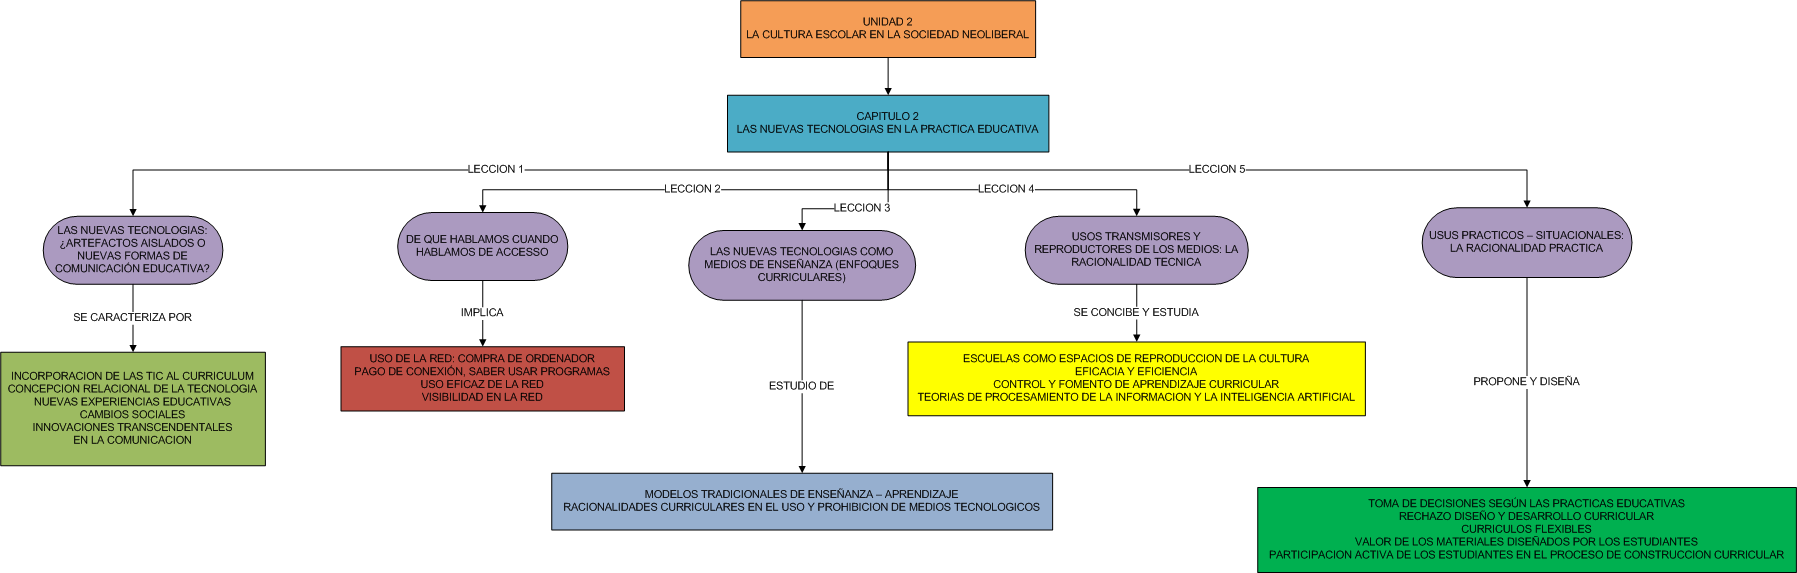 UNIDAD 2
LA CULTURA ESCOLAR EN LA SOCIEDAD NEOLIBERAL
CAPITULO 2
LAS NUEVAS TECNOLOGIAS EN LA PRACTICA EDUCATIVA
LECCION 1
LECCION 2
LECCION 3
LECCION 4
LECCION 5
LAS NUEVAS TECNOLOGIAS:
¿ARTEFACTOS AISLADOS O
NUEVAS FORMAS DE
COMUNICACIÓN EDUCATIVA?
DE QUE HABLAMOS CUANDO
HABLAMOS DE ACCESSO
LAS NUEVAS TECNOLOGIAS COMO
MEDIOS DE ENSEÑANZA (ENFOQUES
CURRICULARES)
USOS TRANSMISORES Y
REPRODUCTORES DE LOS MEDIOS: LA
RACIONALIDAD TECNICA
USUS PRACTICOS – SITUACIONALES:
LA RACIONALIDAD PRACTICA
SE CARACTERIZA POR
IMPLICA
ESTUDIO DE
SE CONCIBE Y ESTUDIA
PROPONE Y DISEÑA
INCORPORACION DE LAS TIC AL CURRICULUM
CONCEPCION RELACIONAL DE LA TECNOLOGIA
NUEVAS EXPERIENCIAS EDUCATIVAS
CAMBIOS SOCIALES
INNOVACIONES TRANSCENDENTALES
EN LA COMUNICACION
USO DE LA RED: COMPRA DE ORDENADOR
PAGO DE CONEXIÓN, SABER USAR PROGRAMAS
USO EFICAZ DE LA RED
VISIBILIDAD EN LA RED
MODELOS TRADICIONALES DE ENSEÑANZA – APRENDIZAJE
RACIONALIDADES CURRICULARES EN EL USO Y PROHIBICION DE MEDIOS TECNOLOGICOS
ESCUELAS COMO ESPACIOS DE REPRODUCCION DE LA CULTURA
EFICACIA Y EFICIENCIA
CONTROL Y FOMENTO DE APRENDIZAJE CURRICULAR
TEORIAS DE PROCESAMIENTO DE LA INFORMACION Y LA INTELIGENCIA ARTIFICIAL
TOMA DE DECISIONES SEGÚN LAS PRACTICAS EDUCATIVAS
RECHAZO DISEÑO Y DESARROLLO CURRICULAR
CURRICULOS FLEXIBLES
VALOR DE LOS MATERIALES DISEÑADOS POR LOS ESTUDIANTES
PARTICIPACION ACTIVA DE LOS ESTUDIANTES EN EL PROCESO DE CONSTRUCCION CURRICULAR